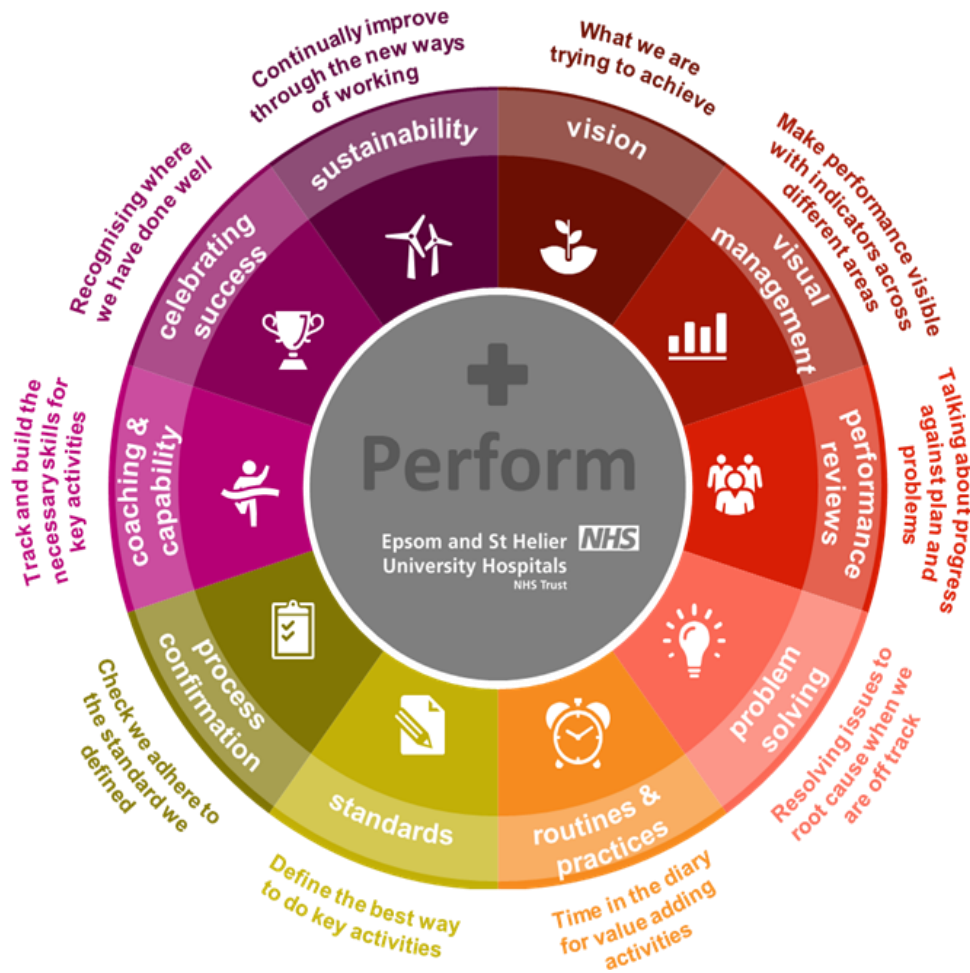 What we are
trying to achieve
vision
Make performance visible
with indicators across
different areas
visual
management
Talking about progress
against plan and
problems
performance
reviews
Resolving issues to
root cause when we
are off track
problem
solving
Time in the diary
for value adding
activities
routines &
practices
Define the best way
to do key activities
standards
Check we adhere to
the standard we
defined
process
confirmation
Track and build the
necessary skills for
key activities
coaching &
capability
Recognising where
we have done well
celebrating
success
Continually improve
through the new ways
of working
sustainability
Perform
Epsom and St Helier NHS
University Hospitals
NHS Trust